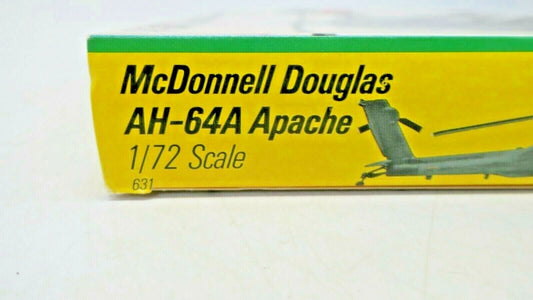 McDonnell Douglas
AH-64A Apache
1/72 Scale
631